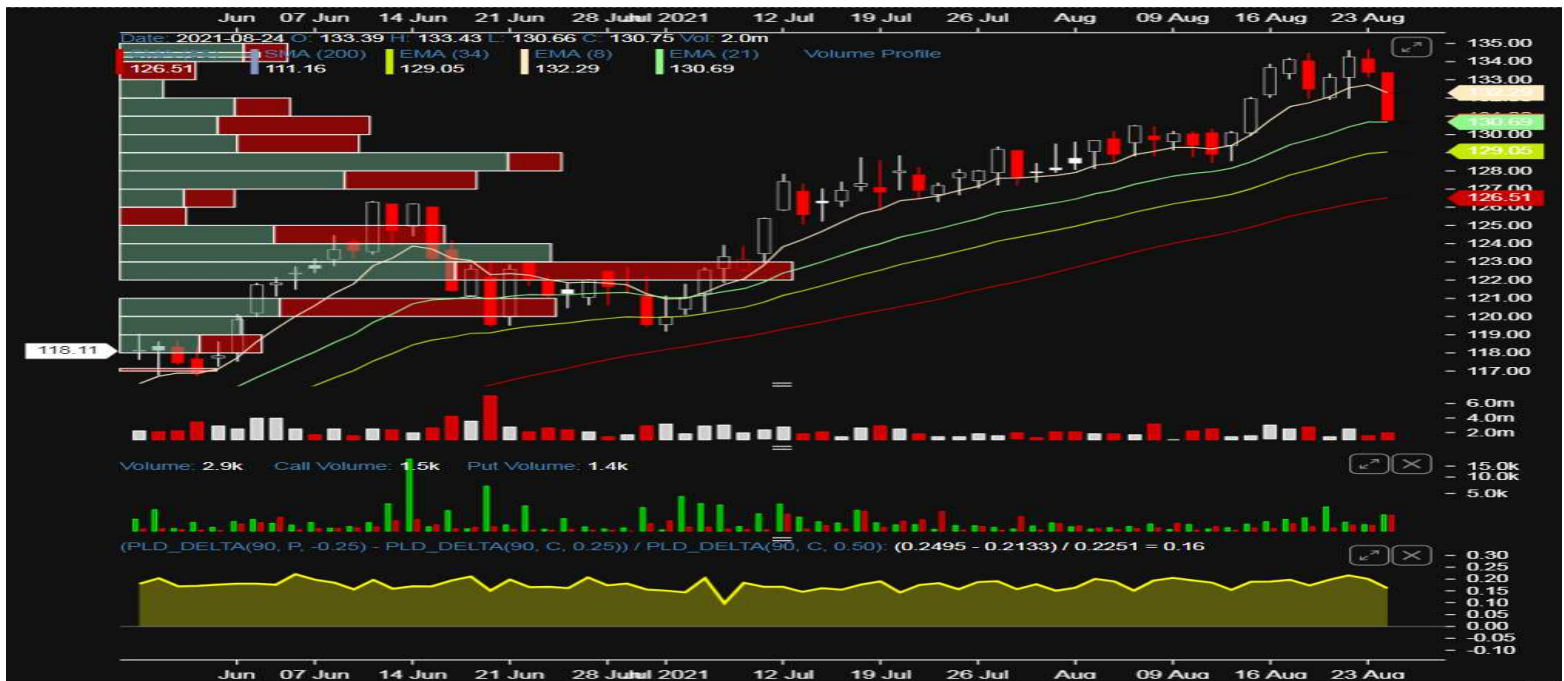 Jun 07 Jun 14 Jun 21 Jun 28 Jun 2021 12 Jul 19 Jul 26 Jul Aug 09 Aug 16 Aug 23 Aug
Date: 2021-08-24 O: 133.39 H: 133.43 L: 130.66 C: 130.75 Vol: 2.0m
SMA (200) EMA (34) EMA (8) EMA (21) Volume Profile
126.51 111.16 129.05 132.29 130.69
135.00
134.00
133.00
132.29
130.69
130.00
129.05
128.00
127.00
126.51
126.00
125.00
124.00
123.00
122.00
121.00
120.00
119.00
118.11
118.00
117.00
6.0m
4.0m
2.0m
Volume: 2.9k Call Volume: 1.5k Put Volume: 1.4k
15.0k
10.0k
5.0k
(PLD_DELTA(90, P, -0.25) - PLD_DELTA(90, C, 0.25)) / PLD_DELTA(90, C, 0.50): (0.2495 - 0.2133) / 0.2251 = 0.16
0.30
0.25
0.20
0.15
0.10
0.05
0.00
-0.05
-0.10
Jun 07 Jun 14 Jun 21 Jun 28 Jun 2021 12 Jul 19 Jul 26 Jul Aug 09 Aug 16 Aug 23 Aug